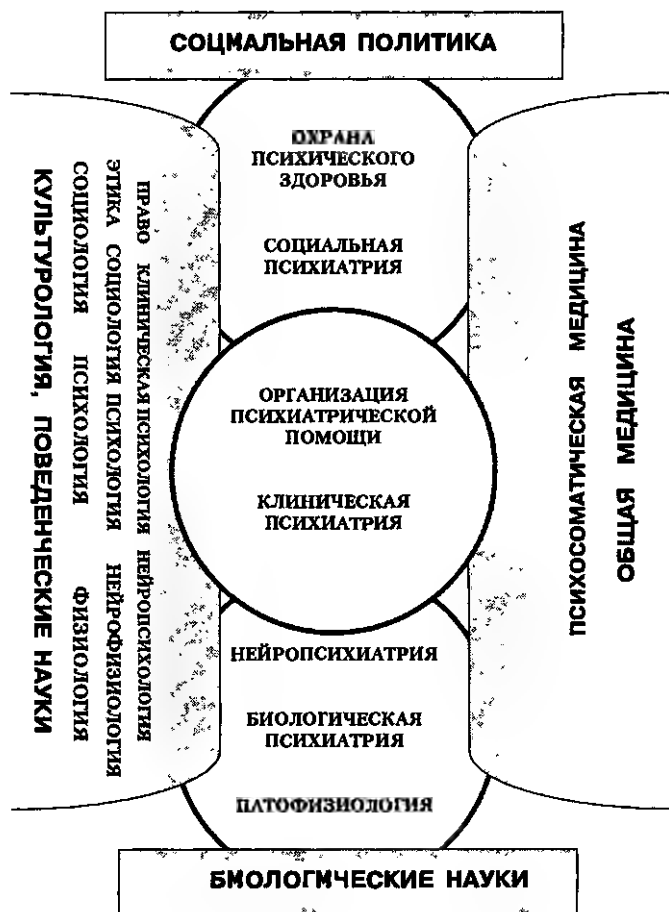 СОЦИАЛЬНАЯ ПОЛИТИКА
ОХРАНА
ПСИХИЧЕСКОГО
ЗДОРОВЬЯ
СОЦИАЛЬНАЯ
ПСИХИАТРИЯ
ОРГАНИЗАЦИЯ
ПСИХИАТРИЧЕСКОЙ
ПОМОЩИ
КЛИНИЧЕСКАЯ
ПСИХИАТРИЯ
НЕЙРОПСИХИАТРИЯ
БИОЛОГИЧЕСКАЯ
ПСИХИАТРИЯ
ПАТОФИЗИОЛОГИЯ
БИОЛОГИЧЕСКИЕ НАУКИ
ПРАВО КЛИНИЧЕСКАЯ ПСИХОЛОГИЯ НЕЙРОПСИХОЛОГИЯ
ЭТИКА СОЦИОЛОГИЯ ПСИХОЛОГИЯ НЕЙРОФИЗИОЛОГИЯ
СОЦИОЛОГИЯ ПСИХОЛОГИЯ ФИЗИОЛОГИЯ
КУЛЬТУРОЛОГИЯ, ПОВЕДЕНЧЕСКИЕ НАУКИ
ПСИХОСОМАТИЧЕСКАЯ МЕДИЦИНА
ОБЩАЯ МЕДИЦИНА